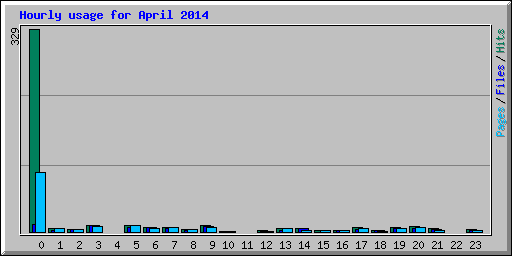 Hourly usage for April 2014
329
Pages/Files/Hits
0 1 2 3 4 5 6 7 8 9 10 11 12 13 14 15 16 17 18 19 20 21 22 23